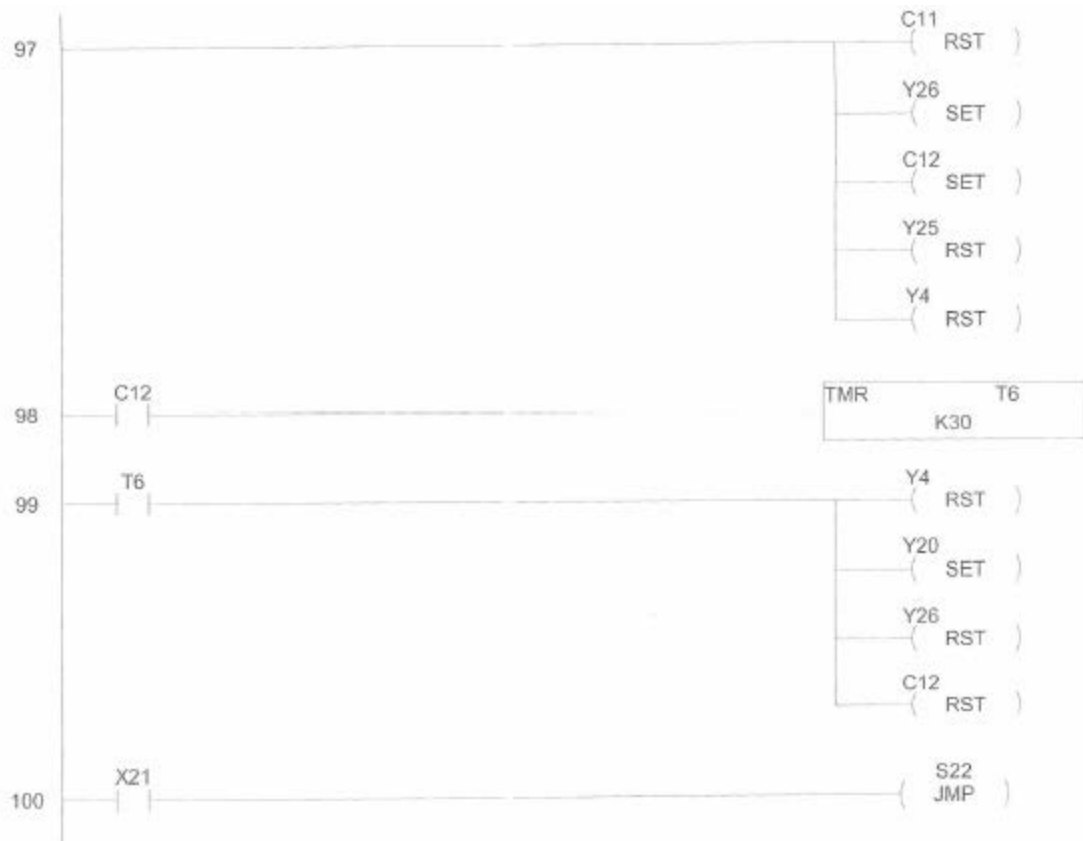 C11
97 RST
Y26
SET
C12
SET
Y25
RST
Y4
RST
C12
TMR T6
98 K30
T6 Y4
99 RST
Y20
SET
Y26
RST
C12
RST
X21 S22
100 JMP